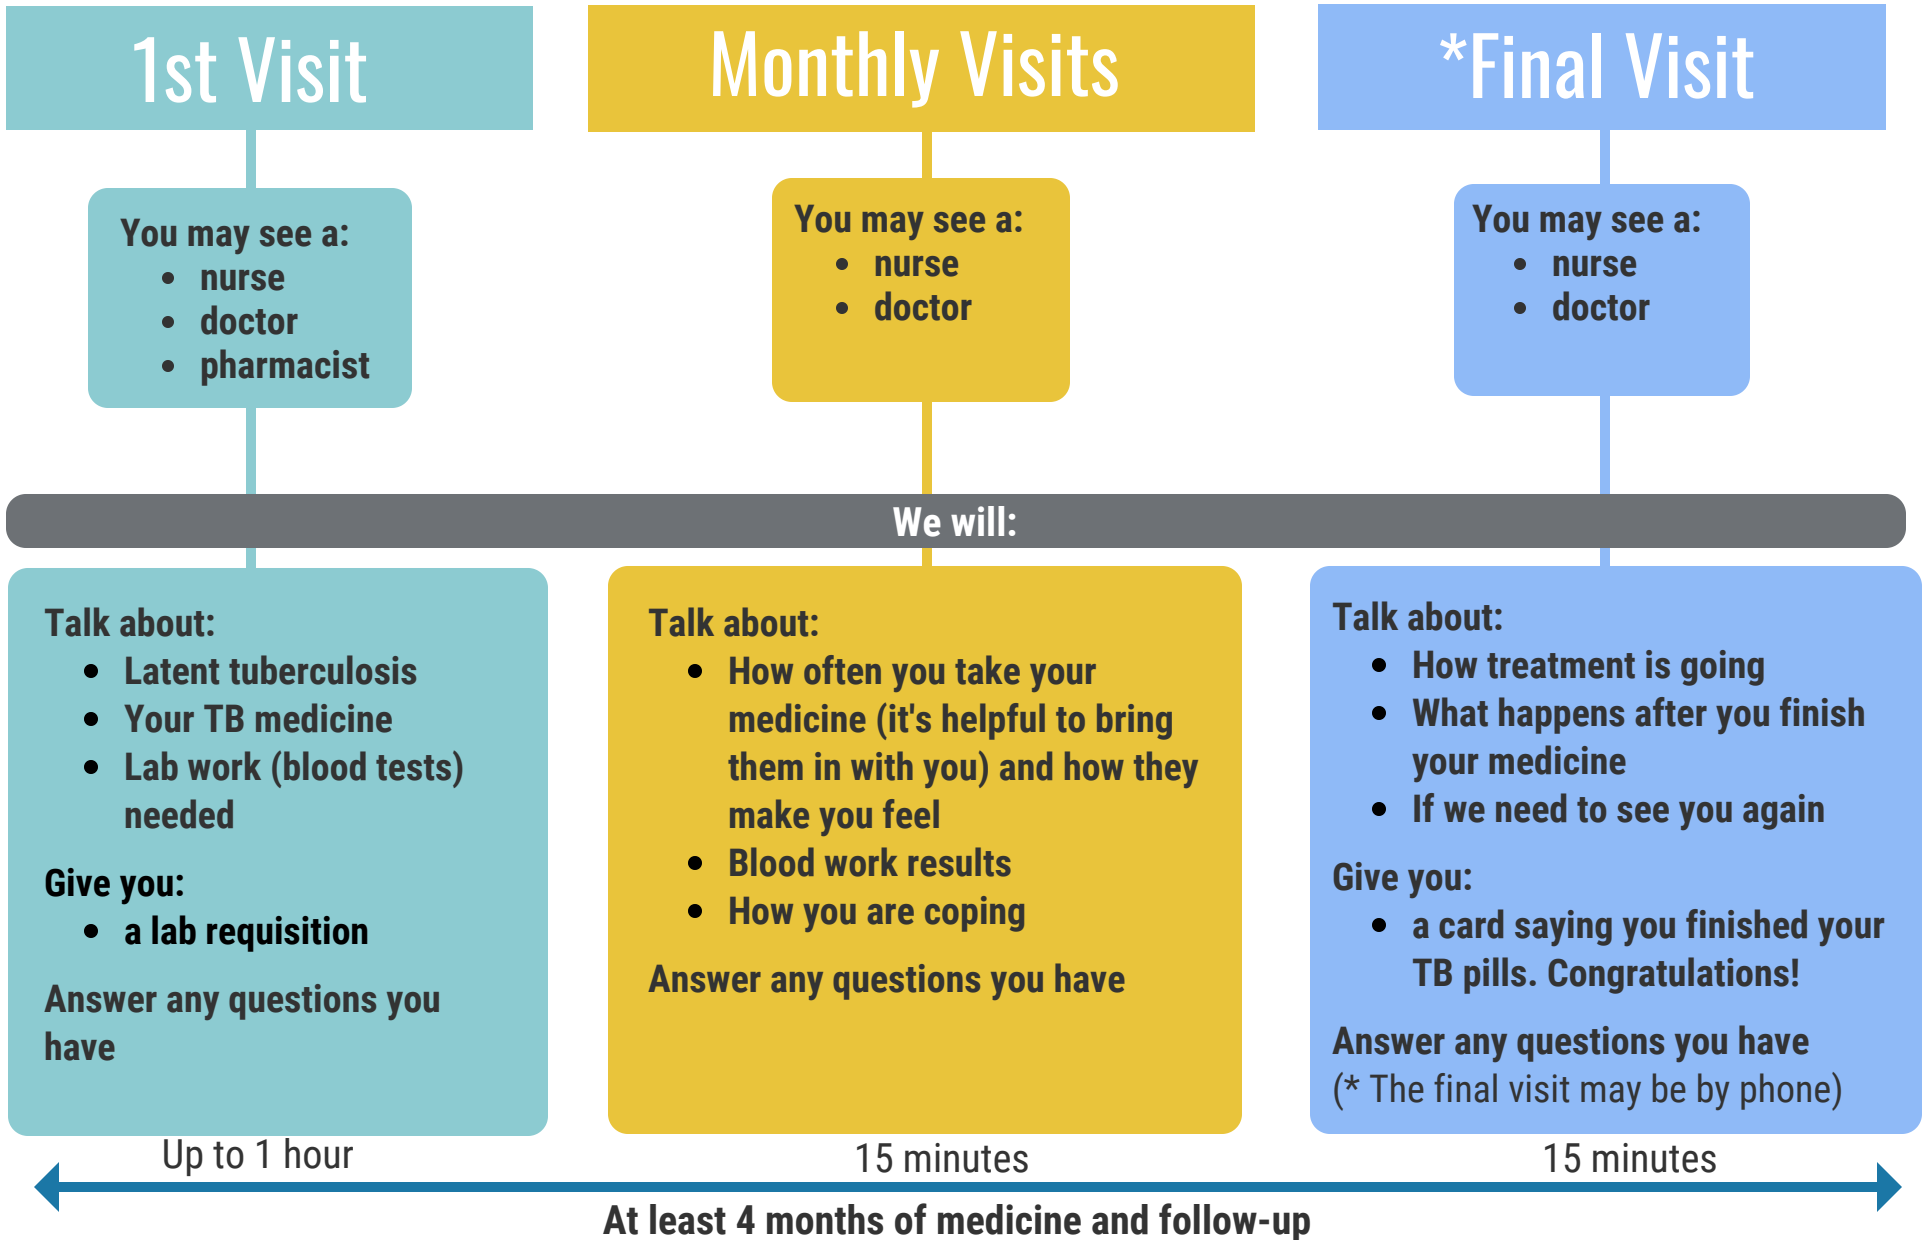 1st Visit
Monthly Visits
*Final Visit
You may see a:
• nurse
• doctor
• pharmacist
You may see a:
• nurse
• doctor
You may see a:
• nurse
• doctor
We will:
Talk about:
• Latent tuberculosis
• Your TB medicine
• Lab work (blood tests)
needed
Give you:
• a lab requisition
Answer any questions you
have
Talk about:
• How often you take your
medicine (it's helpful to bring
them in with you) and how they
make you feel
• Blood work results
• How you are coping
Answer any questions you have
Talk about:
• How treatment is going
• What happens after you finish
your medicine
• If we need to see you again
Give you:
• a card saying you finished your
TB pills. Congratulations!
Answer any questions you have
(* The final visit may be by phone)
Up to 1 hour
15 minutes
15 minutes
At least 4 months of medicine and follow-up